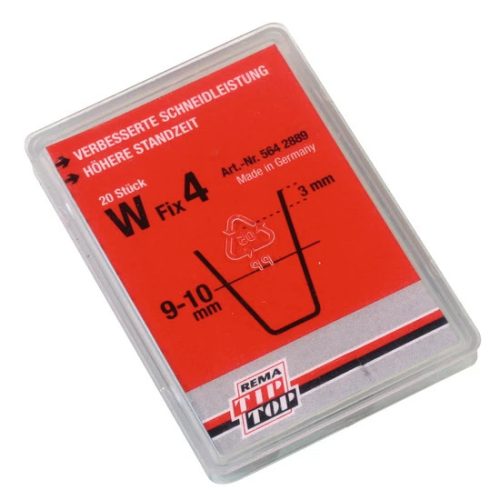 → VERBESSERTE SCHNEIDLEISTUNG
→ HÖHERE STANDZEIT
20 Stück
W Fix 4
Art.-Nr. 564 2889
Made in Germany
3 mm
9-10
mm
REMA
TIP
TOP